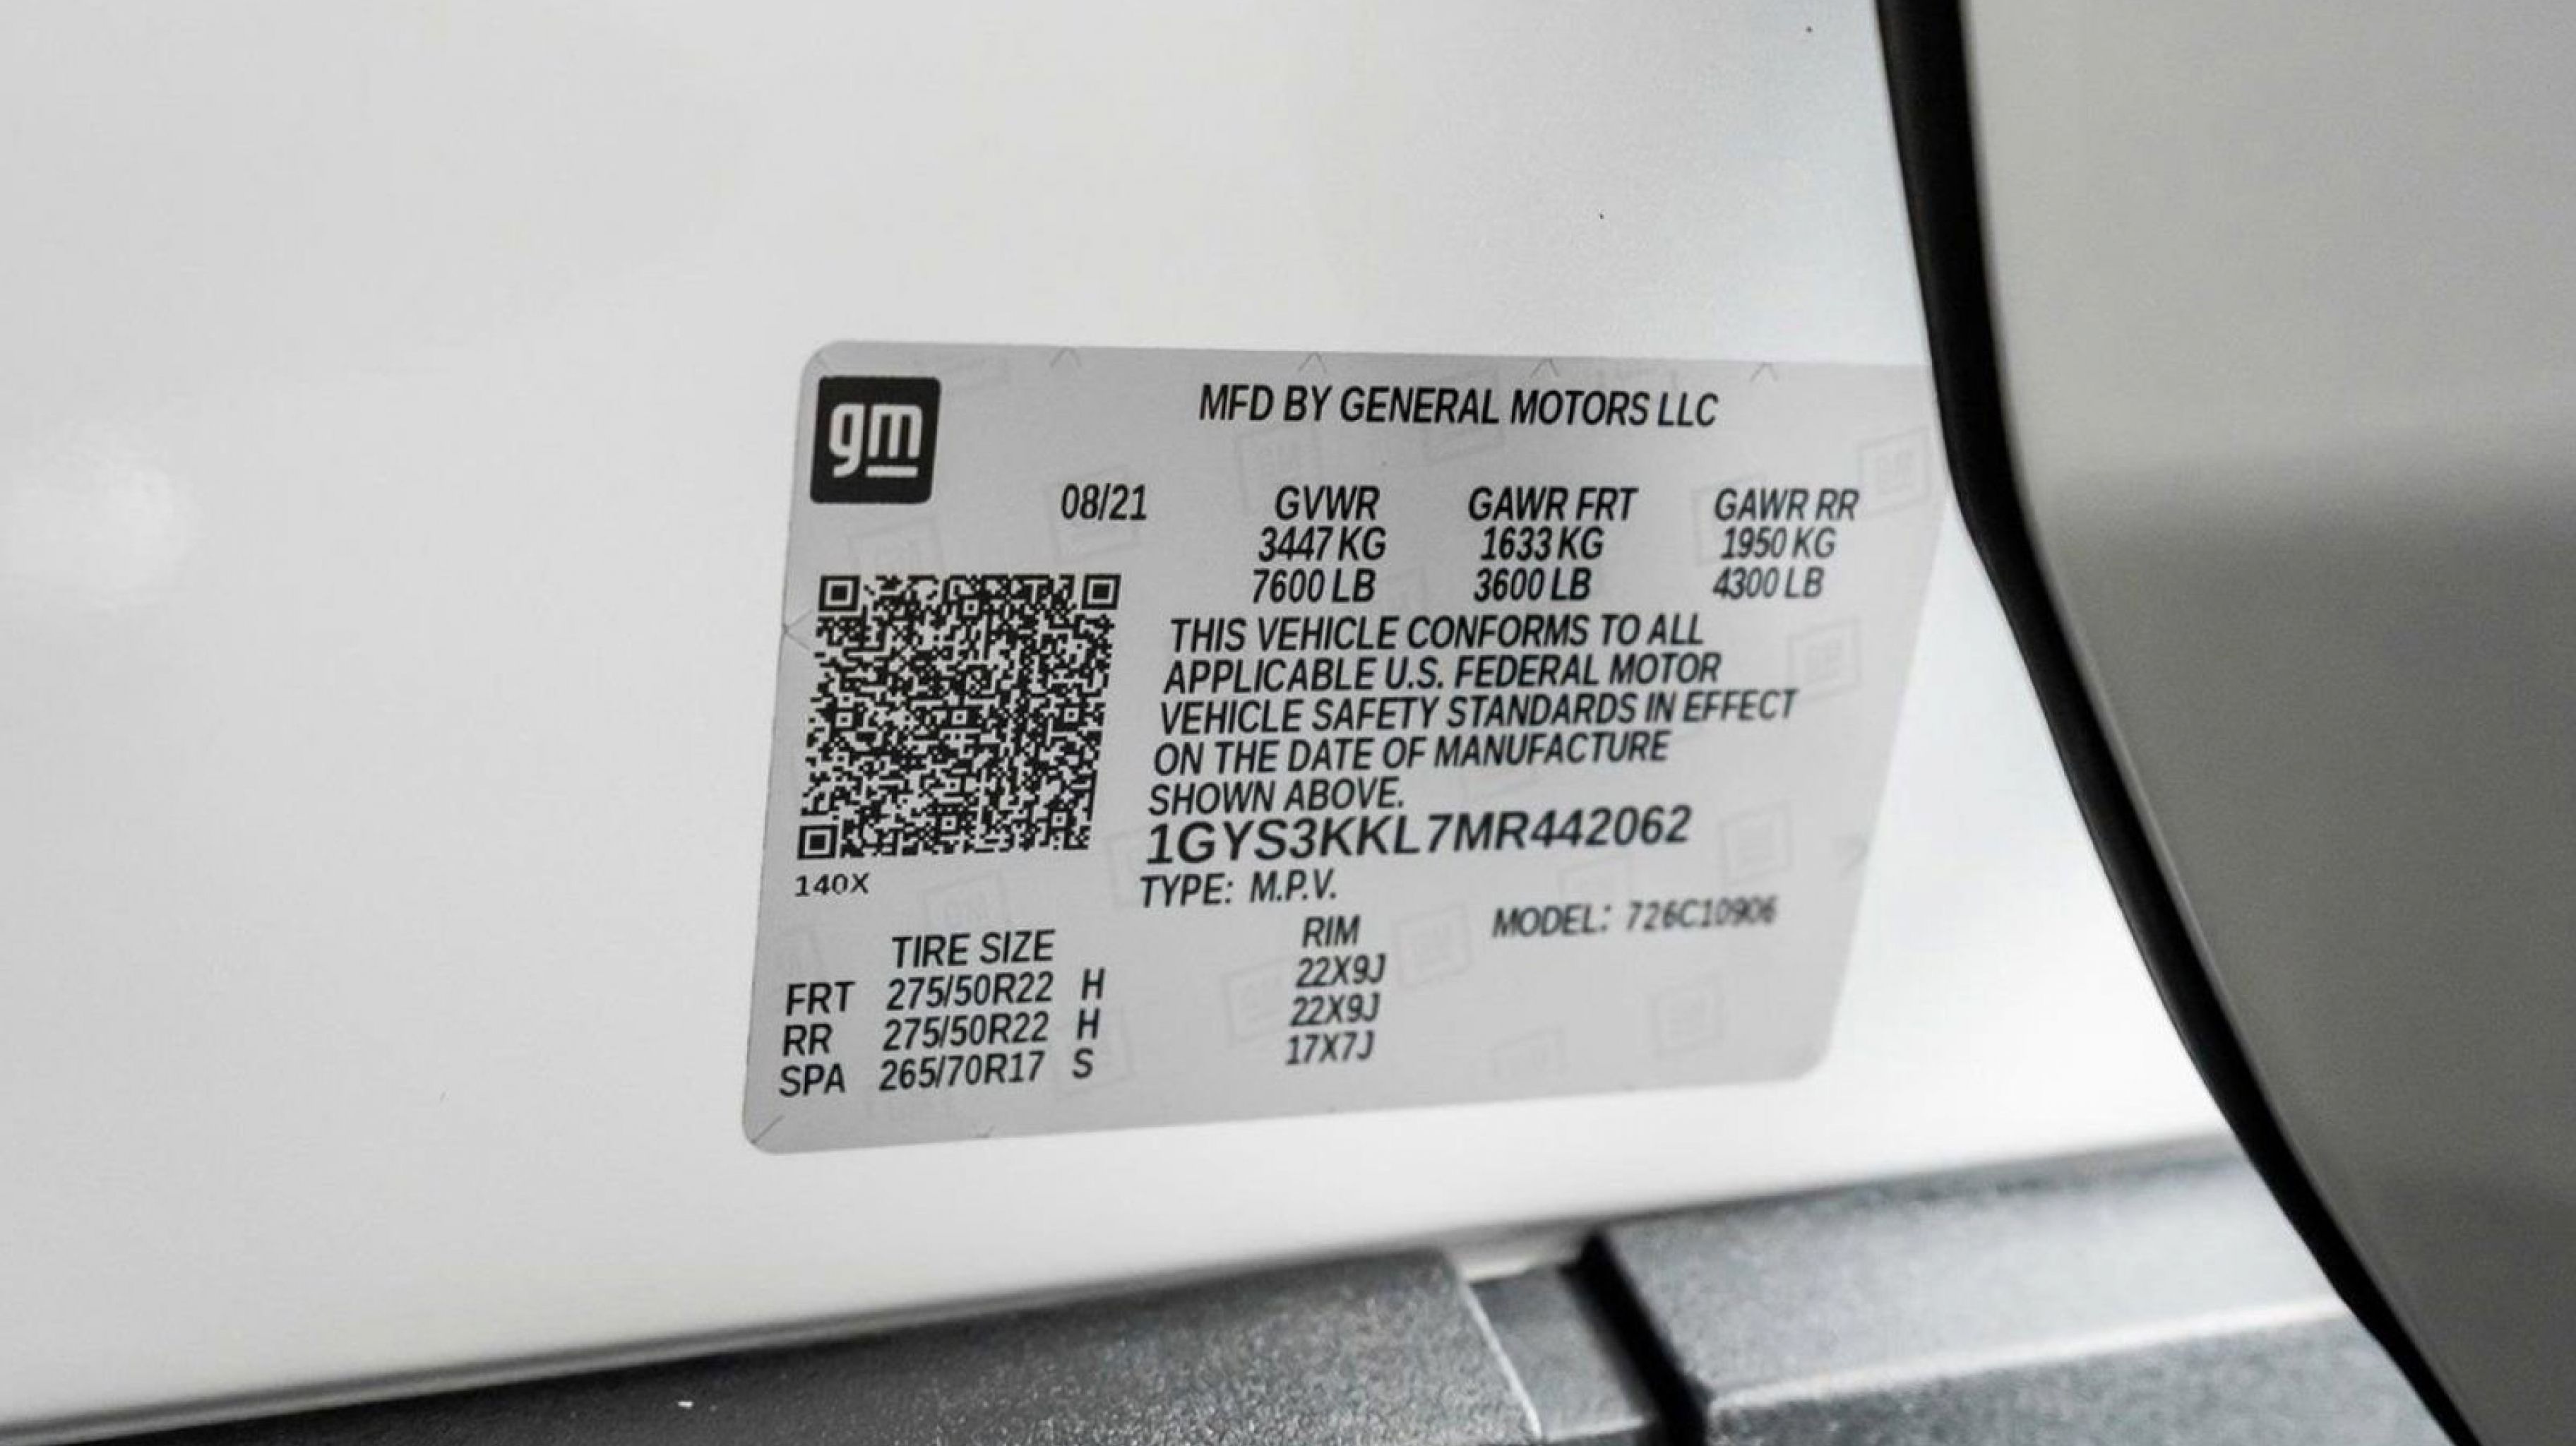 gm
MFD BY GENERAL MOTORS LLC
08/21 GVWR GAWR FRT GAWR RR
3447 KG 1633 KG 1950 KG
7600 LB 3600 LB 4300 LB
THIS VEHICLE CONFORMS TO ALL
APPLICABLE U.S. FEDERAL MOTOR
VEHICLE SAFETY STANDARDS IN EFFECT
ON THE DATE OF MANUFACTURE
SHOWN ABOVE.
1GYS3KKL7MR442062
140X
TYPE: M.P.V.
MODEL: 726C10906
TIRE SIZE RIM
FRT 275/50R22 H 22X9J
RR 275/50R22 H 22X9J
SPA 265/70R17 S 17X7J